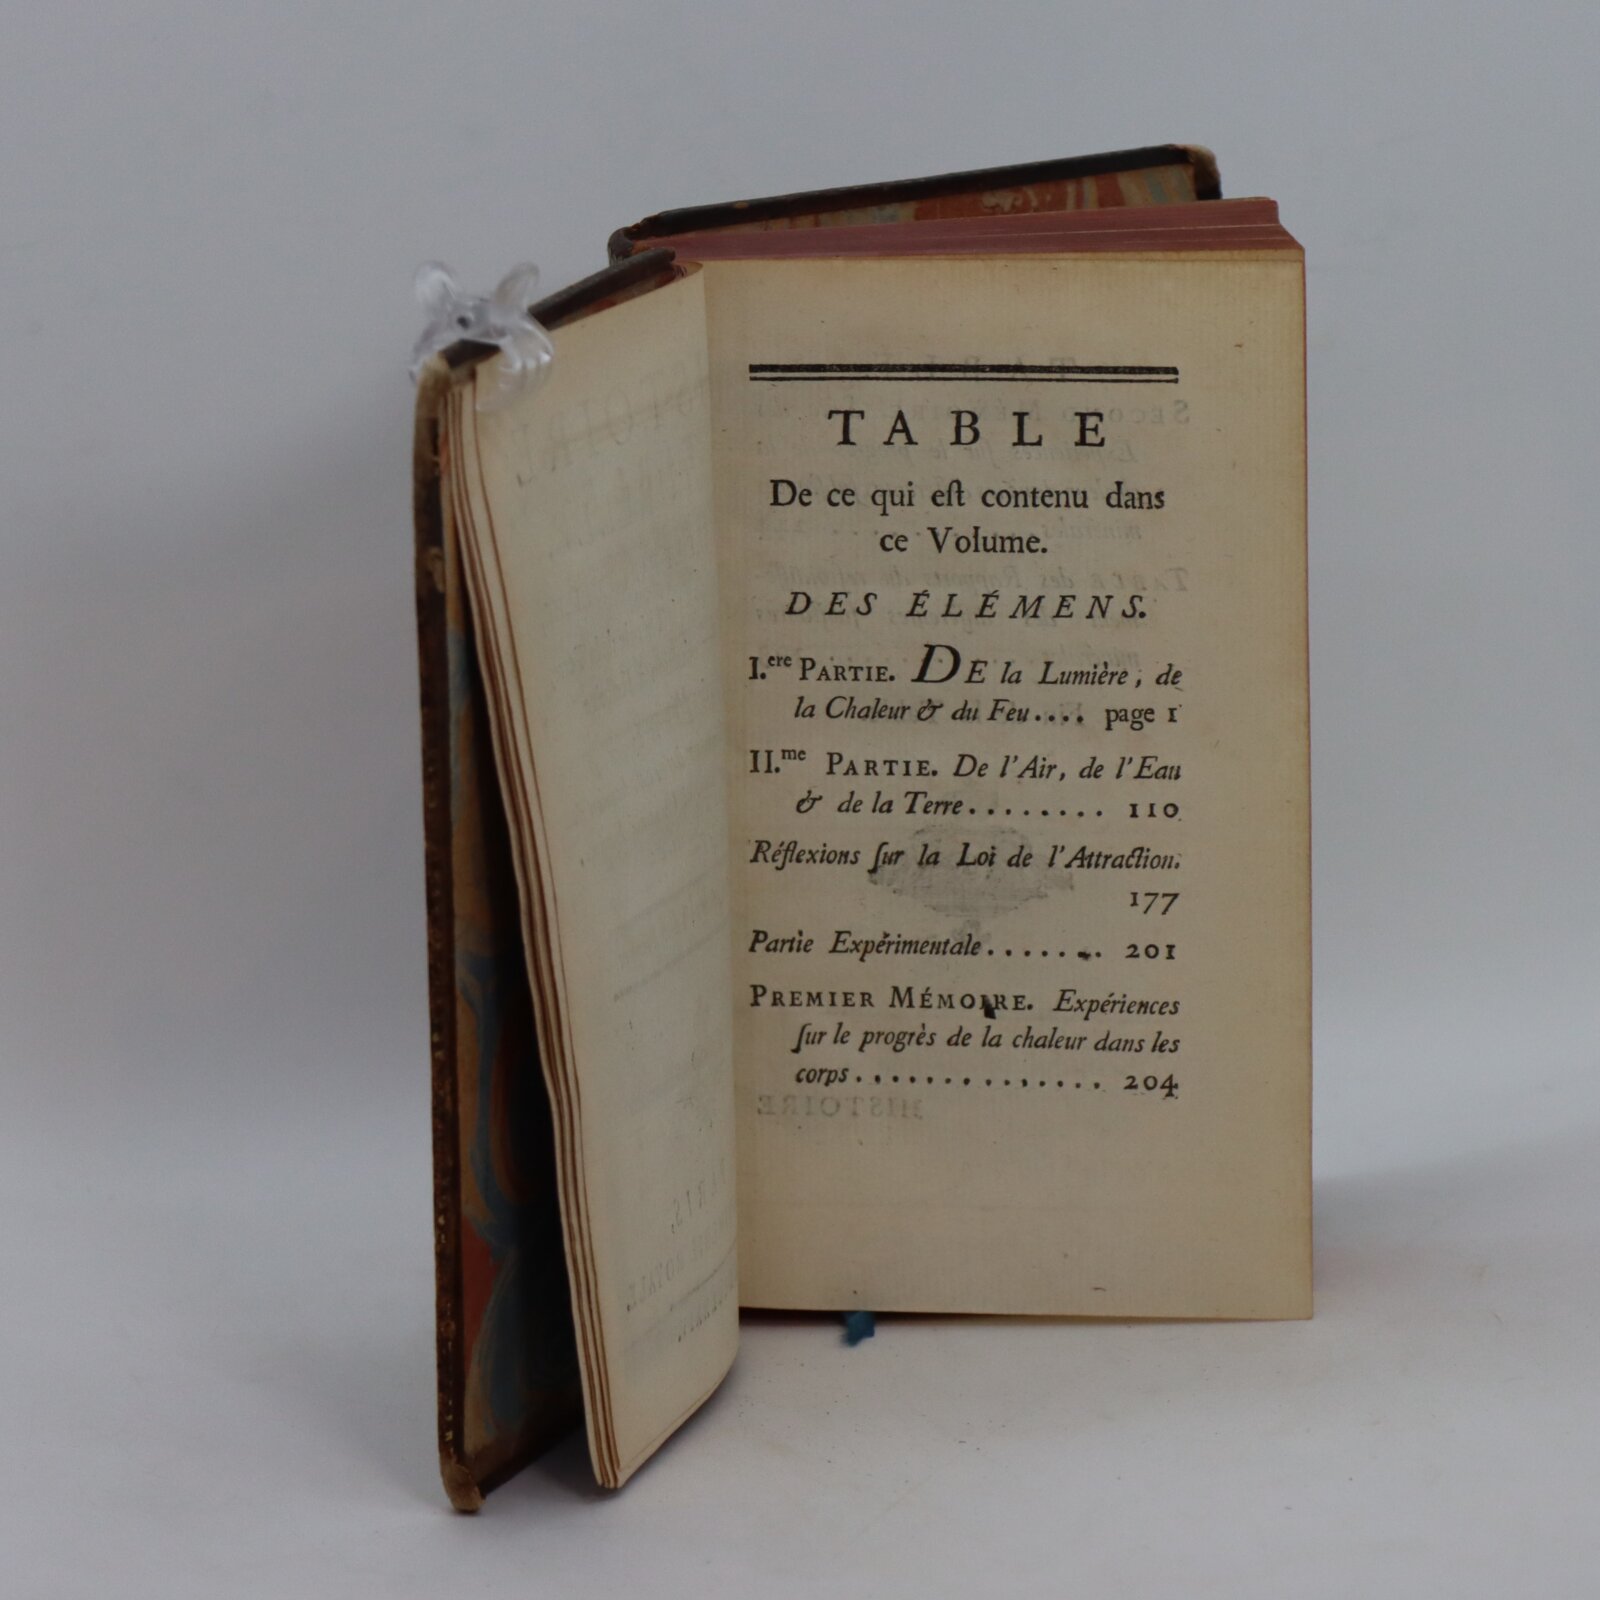 TABLE
De ce qui eſt contenu dans
ce Volume.
DES ÉLÉMENS.
I.ere PARTIE. DE la Lumière, de
la Chaleur & du Feu.... page 1
II.me PARTIE. De l'Air, de l'Eau
& de la Terre........ 110
Réflexions ſur la Loi de l'Attraction.
177
Partie Expérimentale....... 201
PREMIER MÉMOIRE. Expériences
ſur le progrès de la chaleur dans les
corps.............. 204